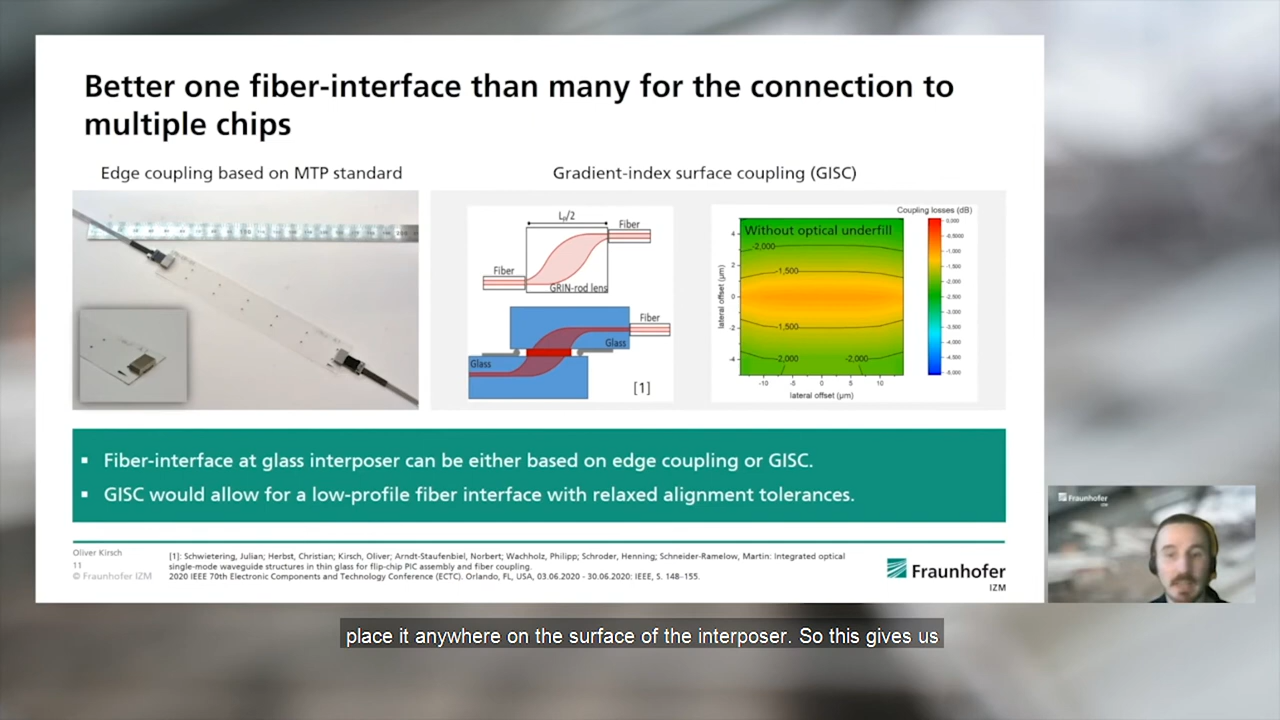 Better one fiber-interface than many for the connection to
multiple chips
Edge coupling based on MTP standard
Gradient-index surface coupling (GISC)
Lp/2
Fiber
Fiber
GRIN-rod lens
Fiber
Glass
Glass
[1]
Coupling losses (dB)
Without optical underfill
-2,000
-1,500
-1,500
-2,000
-2,000
4
2
0
-2
-4
lateral offset (µm)
-10
-5
0
5
10
lateral offset (µm)
0.000
-0.5000
-1.000
-1.500
-2.000
-2.500
-3.000
-3.500
-4.000
-4.500
-5.000
▪ Fiber-interface at glass interposer can be either based on edge coupling or GISC.
▪ GISC would allow for a low-profile fiber interface with relaxed alignment tolerances.
Oliver Kirsch
11
© Fraunhofer IZM
[1]: Schwietering, Julian; Herbst, Christian; Kirsch, Oliver; Arndt-Staufenbiel, Norbert; Wachholz, Philipp; Schroder, Henning; Schneider-Ramelow, Martin: Integrated optical
single-mode waveguide structures in thin glass for flip-chip PIC assembly and fiber coupling.
2020 IEEE 70th Electronic Components and Technology Conference (ECTC). Orlando, FL, USA, 03.06.2020 - 30.06.2020: IEEE, S. 148–155.
Fraunhofer
IZM
Fraunhofer
IZM
place it anywhere on the surface of the interposer. So this gives us